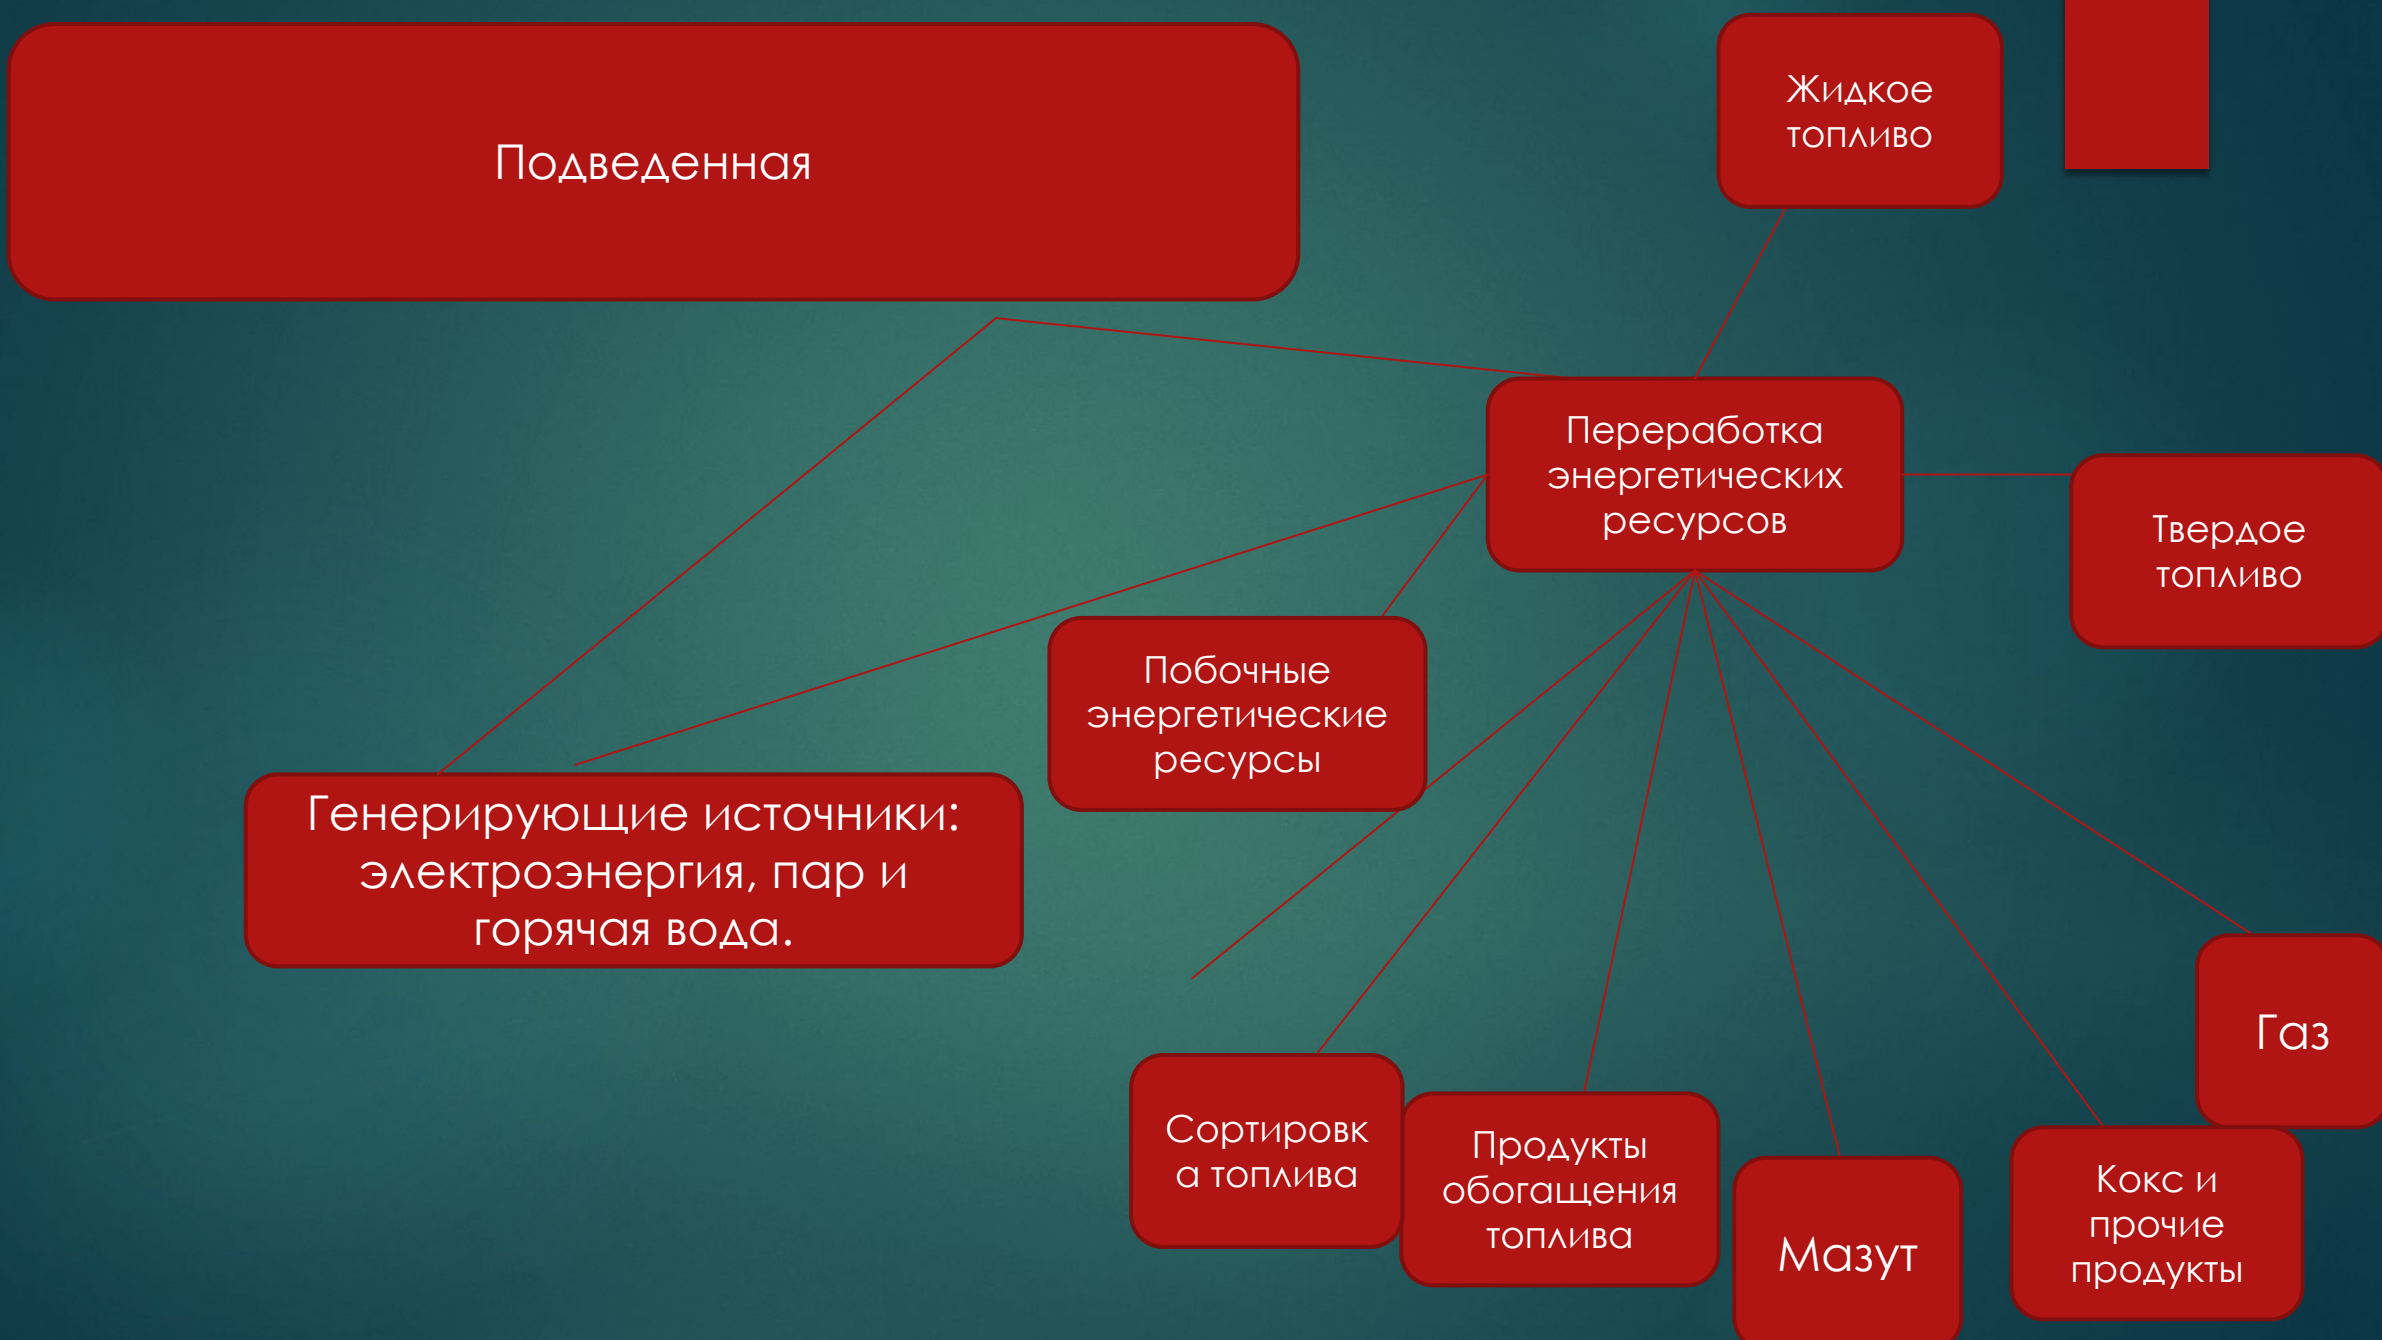 Подведенная
Жидкое
топливо
Переработка
энергетических
ресурсов
Твердое
топливо
Побочные
энергетические
ресурсы
Генерирующие источники:
электроэнергия, пар и
горячая вода.
Газ
Сортировк
а топлива
Продукты
обогащения
топлива
Мазут
Кокс и
прочие
продукты